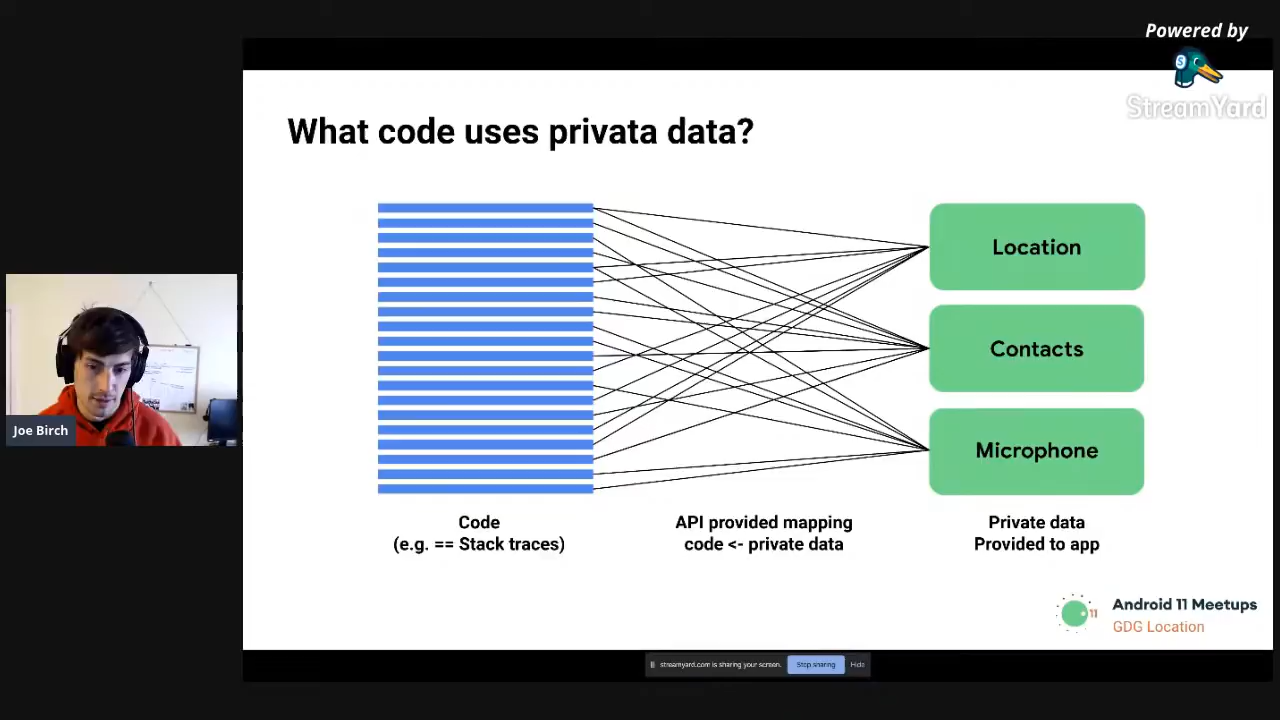 Powered by
StreamYard
What code uses privata data?
Location
Contacts
Microphone
Code
(e.g. == Stack traces)
API provided mapping
code <- private data
Private data
Provided to app
Joe Birch
11
Android 11 Meetups
GDG Location
streamyard.com is sharing your screen.
Stop sharing
Hide